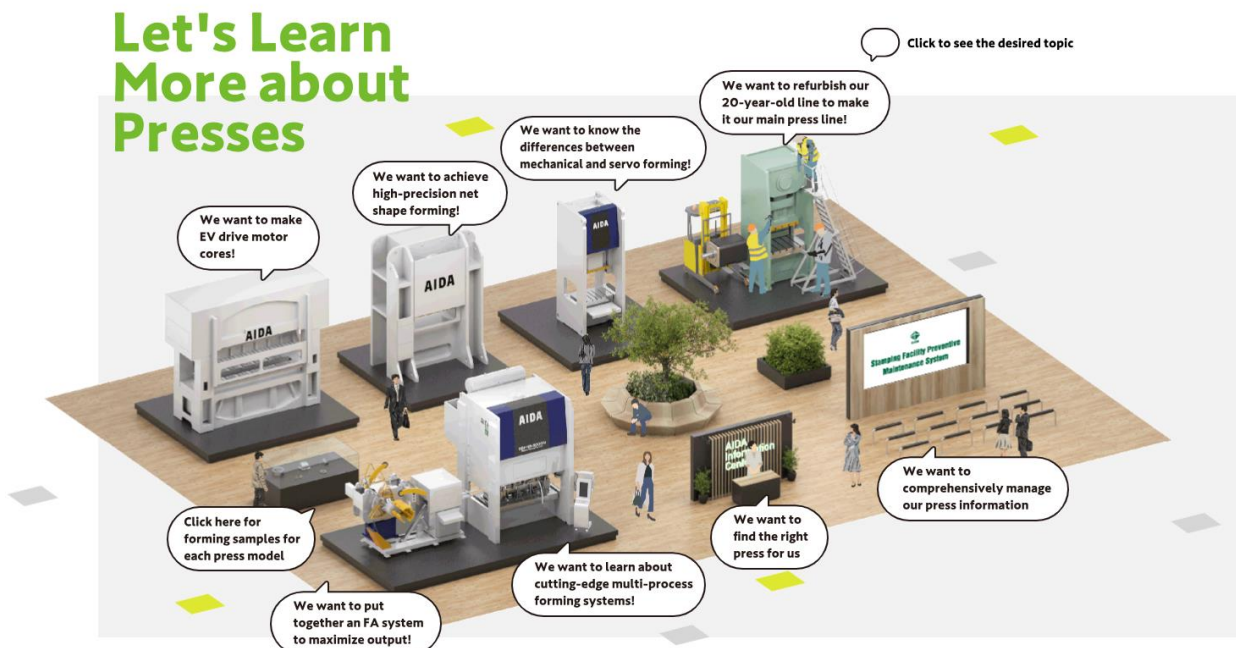 Let's Learn
More about
Presses
Click to see the desired topic
We want to refurbish our
20-year-old line to make
it our main press line!
We want to know the
differences between
mechanical and servo forming!
We want to achieve
high-precision net
shape forming!
We want to make
EV drive motor
cores!
AIDA
AIDA
AIDA
AIDA
Stamping Facility Preventive
Maintenance System
AIDA
Information
We want to
comprehensively manage
our press information
We want to
find the right
press for us
Click here for
forming samples for
each press model
We want to learn about
cutting-edge multi-process
forming systems!
We want to put
together an FA system
to maximize output!